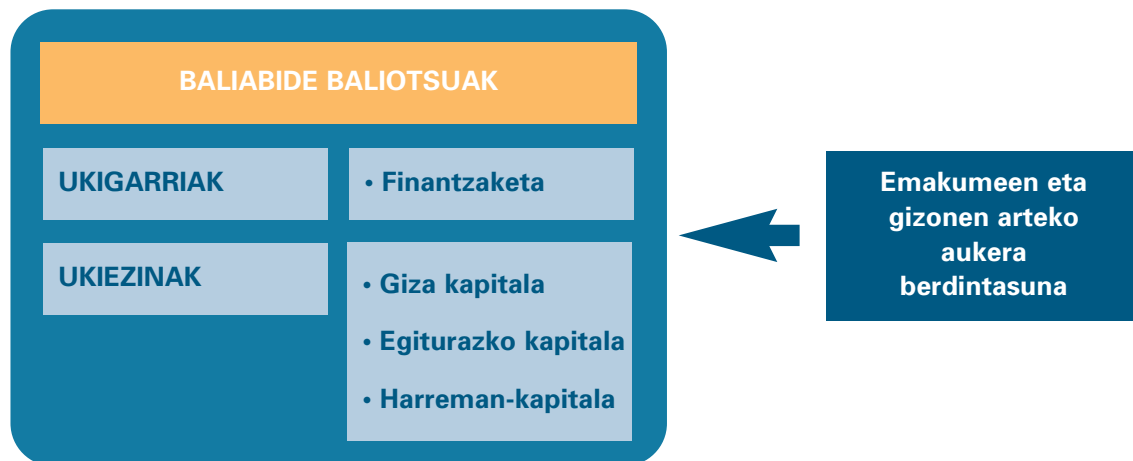 BALIABIDE BALIOTSUAK
UKIGARRIAK
• Finantzaketa
UKIEZINAK
• Giza kapitala
• Egiturazko kapitala
• Harreman-kapitala
Emakumeen eta
gizonen arteko
aukera
berdintasuna